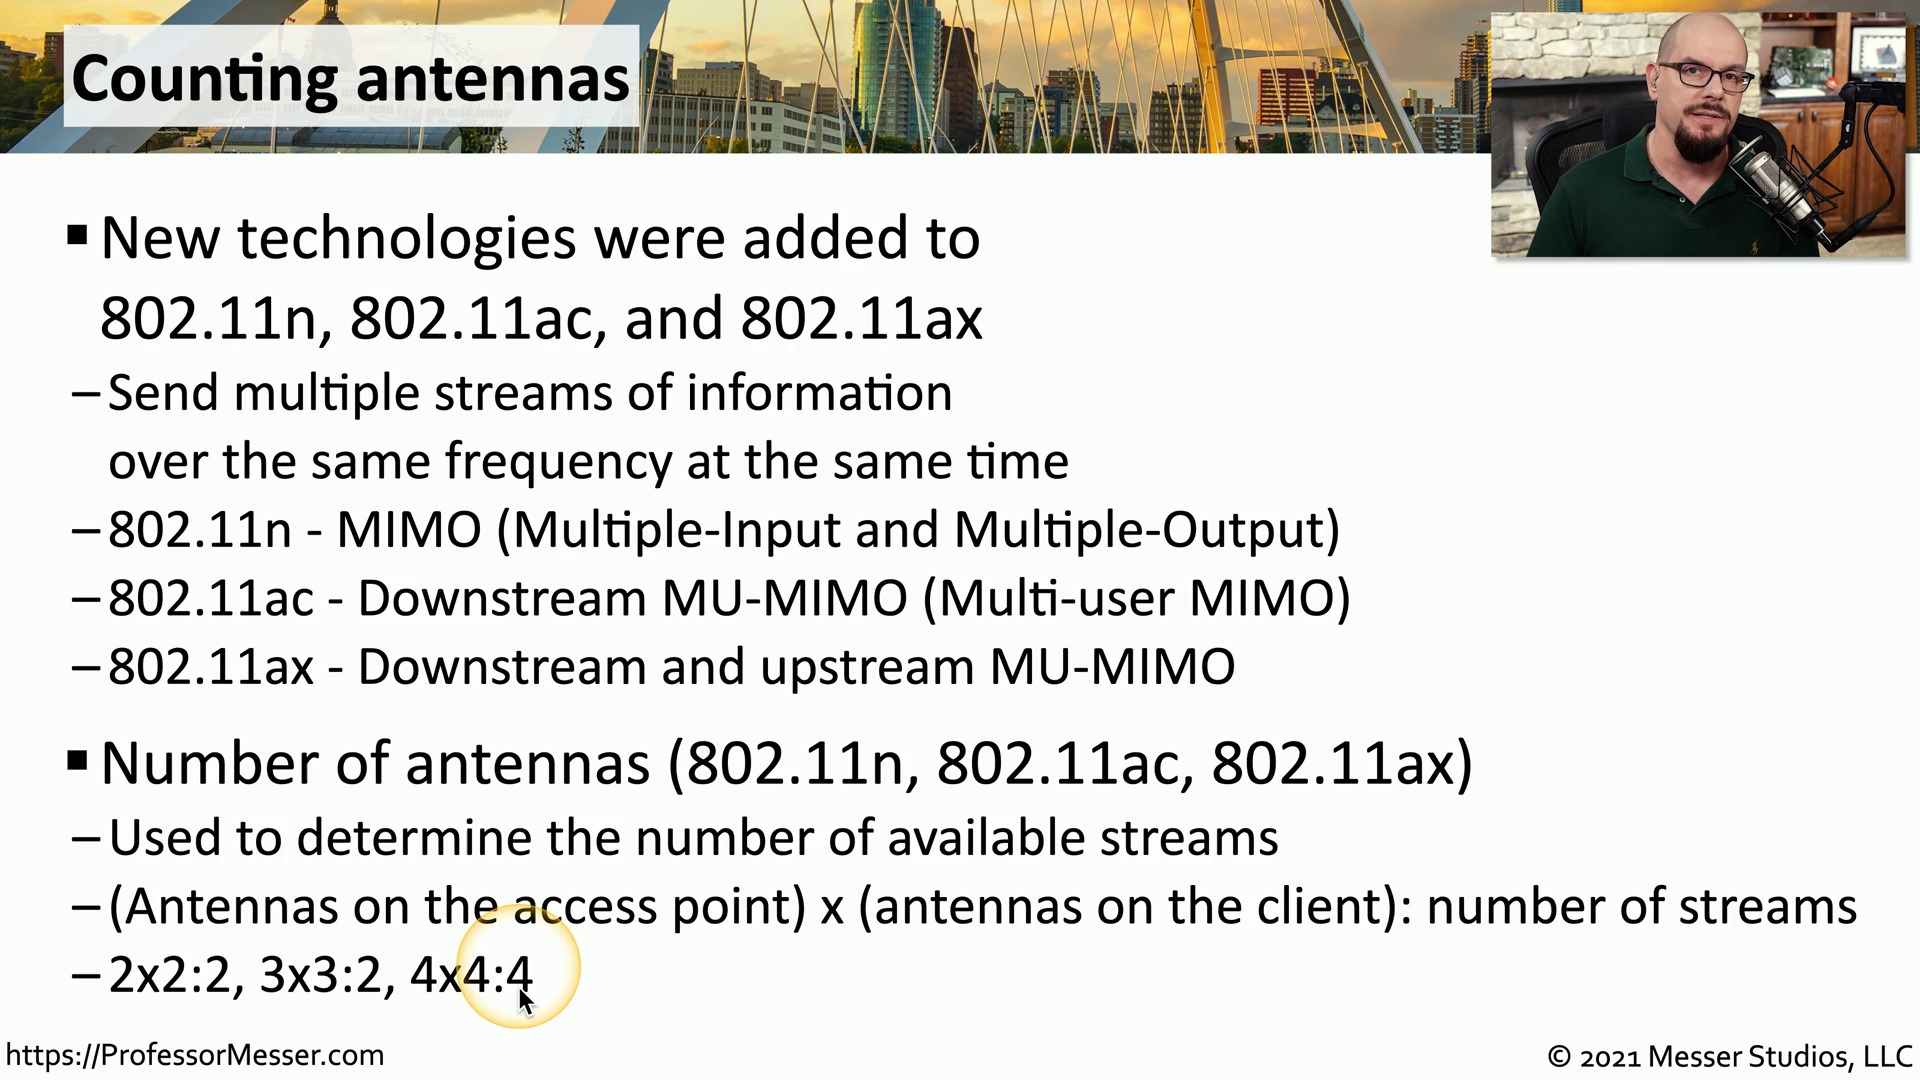 Counting antennas
▪ New technologies were added to
802.11n, 802.11ac, and 802.11ax
– Send multiple streams of information
over the same frequency at the same time
– 802.11n - MIMO (Multiple-Input and Multiple-Output)
– 802.11ac - Downstream MU-MIMO (Multi-user MIMO)
– 802.11ax - Downstream and upstream MU-MIMO
▪ Number of antennas (802.11n, 802.11ac, 802.11ax)
– Used to determine the number of available streams
– (Antennas on the access point) x (antennas on the client): number of streams
– 2x2:2, 3x3:2, 4x4:4
https://ProfessorMesser.com
© 2021 Messer Studios, LLC